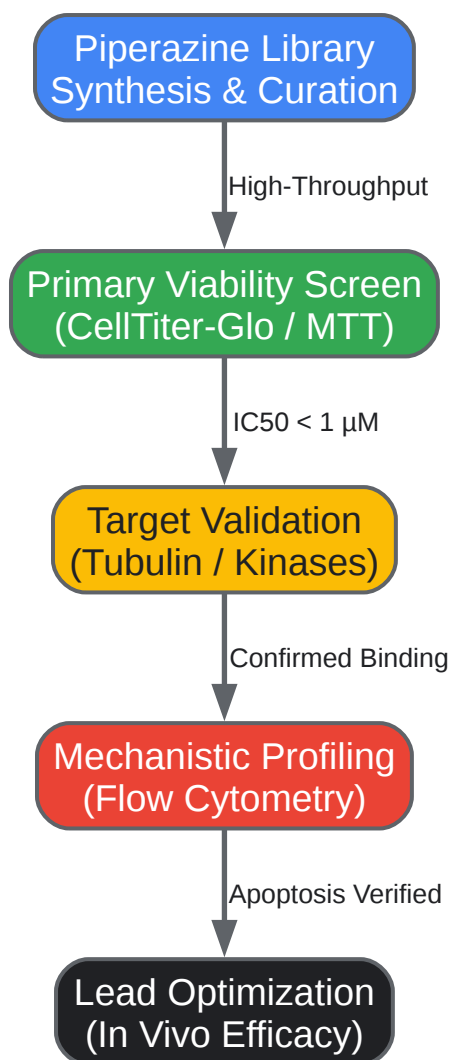 Piperazine Library
Synthesis & Curation
High-Throughput
Primary Viability Screen
(CellTiter-Glo / MTT)
IC50 < 1 µM
Target Validation
(Tubulin / Kinases)
Confirmed Binding
Mechanistic Profiling
(Flow Cytometry)
Apoptosis Verified
Lead Optimization
(In Vivo Efficacy)